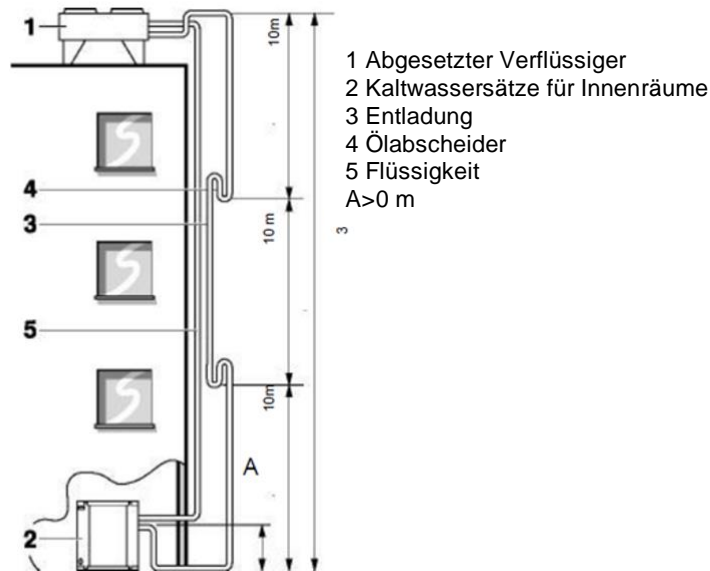 1
10m
1 Abgesetzter Verflüssiger
2 Kaltwassersätze für Innenräume
3 Entladung
4 Ölabscheider
5 Flüssigkeit
A>0 m
4
3
10 m
3
5
10m
A
2